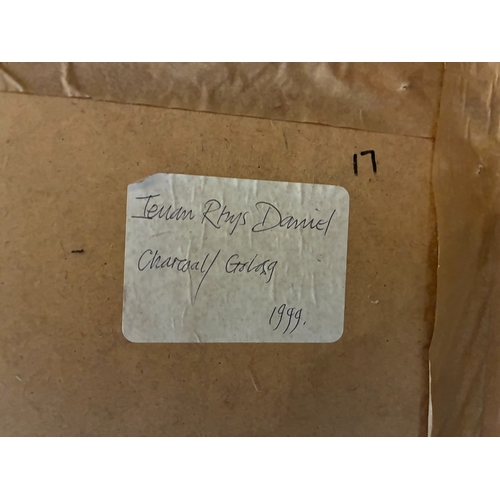 17
Ieuan Rhys Daniel
Charcoal/ Golosg
1999.